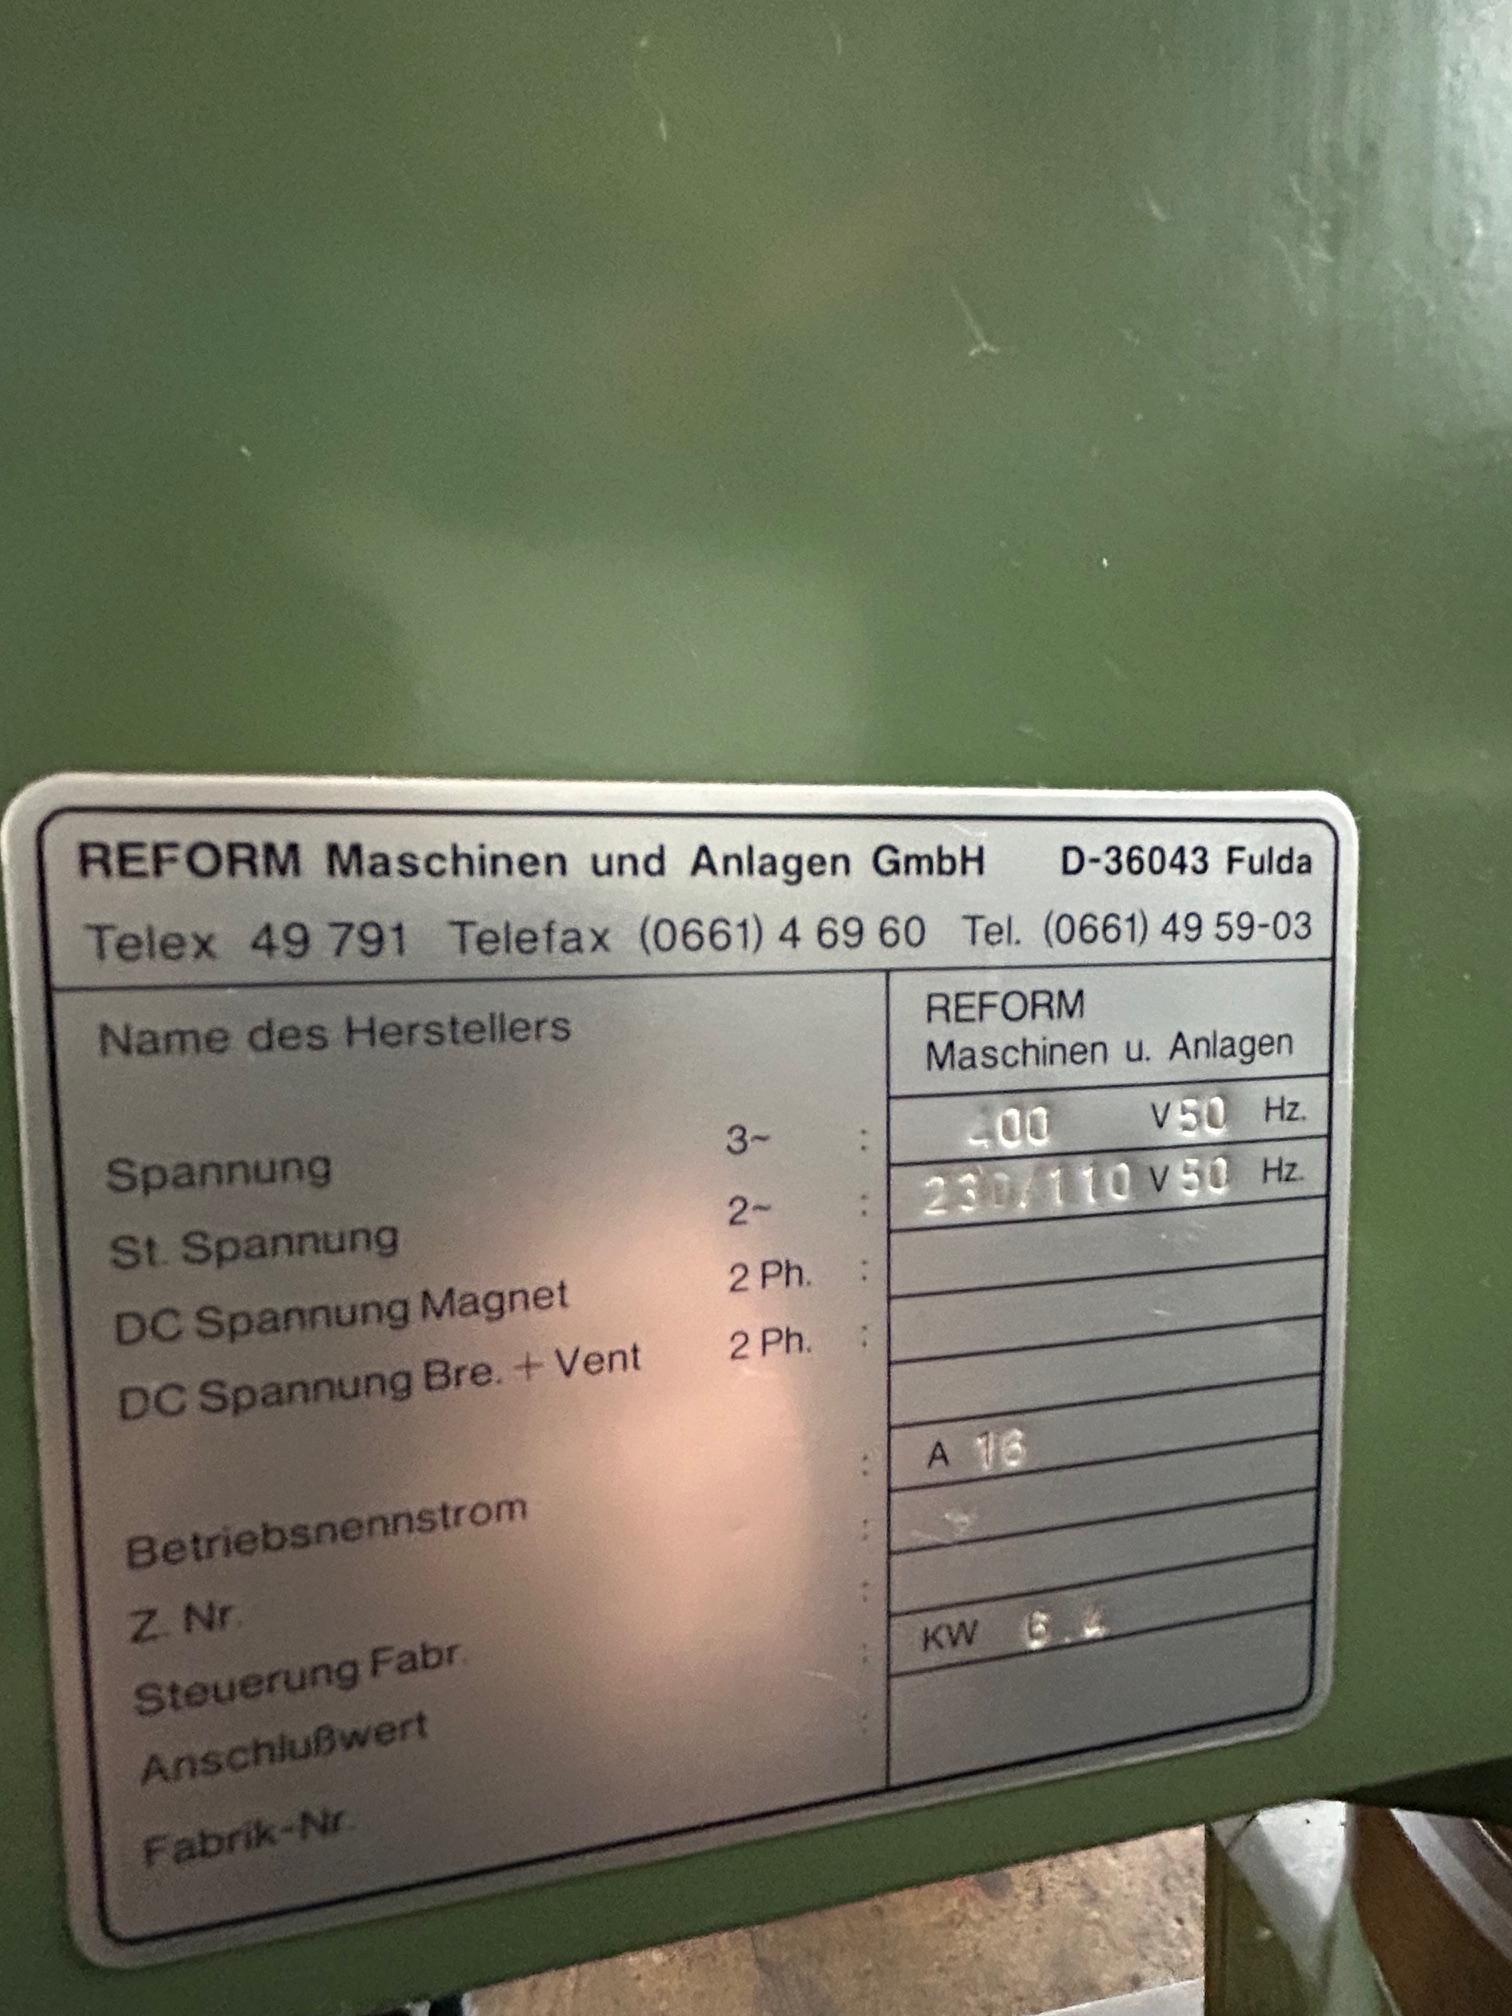 REFORM Maschinen und Anlagen GmbH D-36043 Fulda
Telex 49 791 Telefax (0661) 4 69 60 Tel. (0661) 49 59-03
Name des Herstellers REFORM
Maschinen u. Anlagen
Spannung 3~ : 400 V 50 Hz.
St. Spannung 2~ : 230/110 V 50 Hz.
DC Spannung Magnet 2 Ph. :
DC Spannung Bre. + Vent 2 Ph. :
Betriebsnennstrom : A 16
Z. Nr. :
Steuerung Fabr. :
Anschlußwert : KW
Fabrik-Nr. :